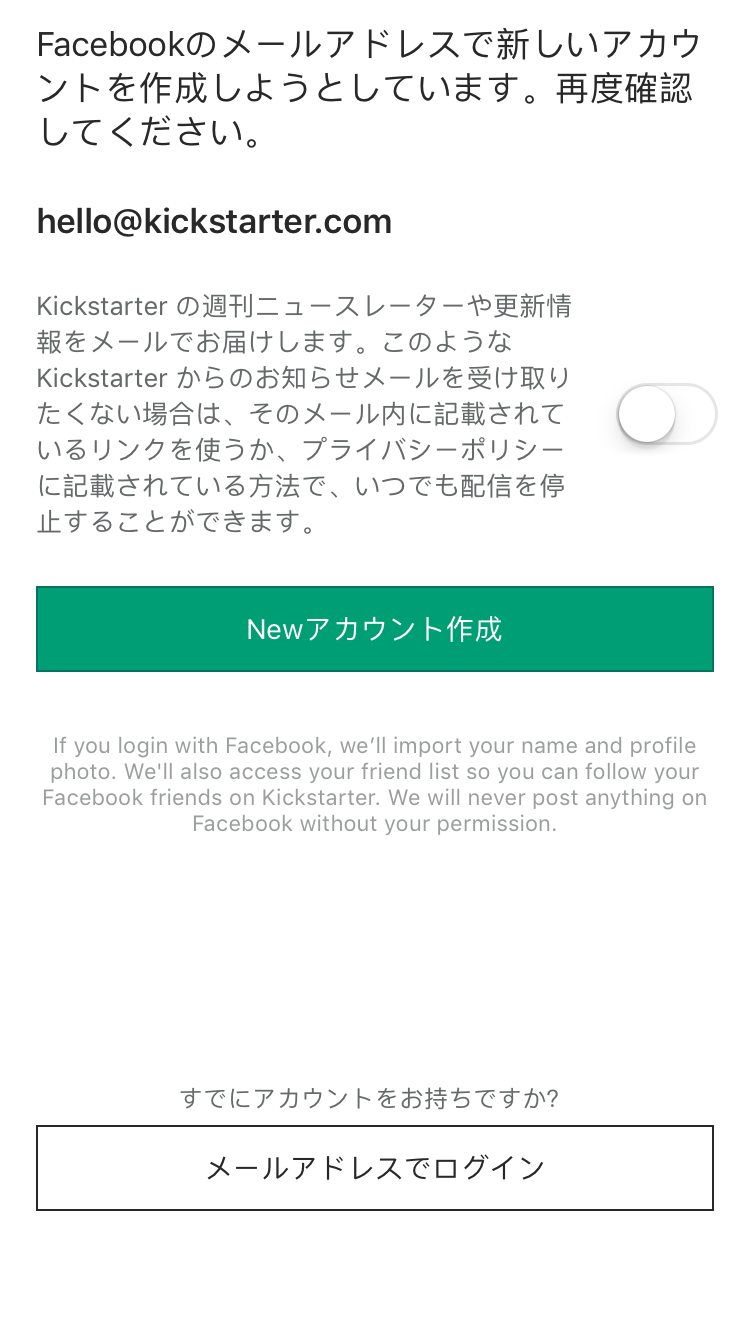 Facebookのメールアドレスで新しいアカウ
ントを作成しようとしています。再度確認
してください。
hello@kickstarter.com
Kickstarter の週刊ニュースレーターや更新情
報をメールでお届けします。このような
Kickstarter からのお知らせメールを受け取り
たくない場合は、そのメール内に記載されて
いるリンクを使うか、プライバシーポリシー
に記載されている方法で、いつでも配信を停
止することができます。
Newアカウント作成
If you login with Facebook, we’ll import your name and profile
photo. We'll also access your friend list so you can follow your
Facebook friends on Kickstarter. We will never post anything on
Facebook without your permission.
すでにアカウントをお持ちですか?
メールアドレスでログイン